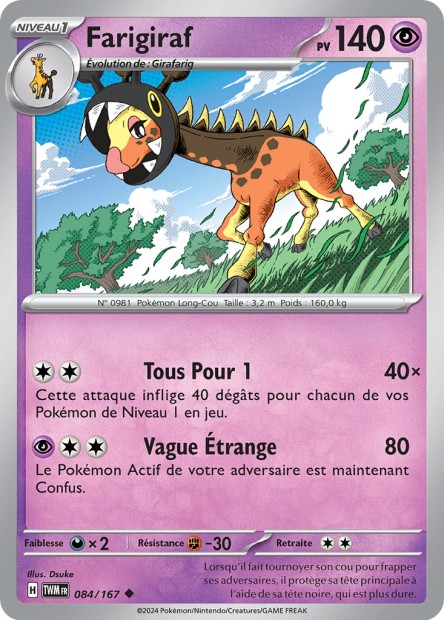 NIVEAU 1
Farigiraf
PV 140
Évolution de : Girafarig
N° 0981 Pokémon Long-Cou Taille : 3,2 m Poids : 160,0 kg
Tous Pour 1 40×
Cette attaque inflige 40 dégâts pour chacun de vos
Pokémon de Niveau 1 en jeu.
Vague Étrange 80
Le Pokémon Actif de votre adversaire est maintenant
Confus.
Faiblesse ×2 Résistance -30 Retraite
Illus. Dsuke
H TWM FR 084/167
Lorsqu'il fait tournoyer son cou pour frapper
ses adversaires, il protège sa tête principale à
l'aide de sa tête noire, qui est plus dure.
©2024 Pokémon/Nintendo/Creatures/GAME FREAK